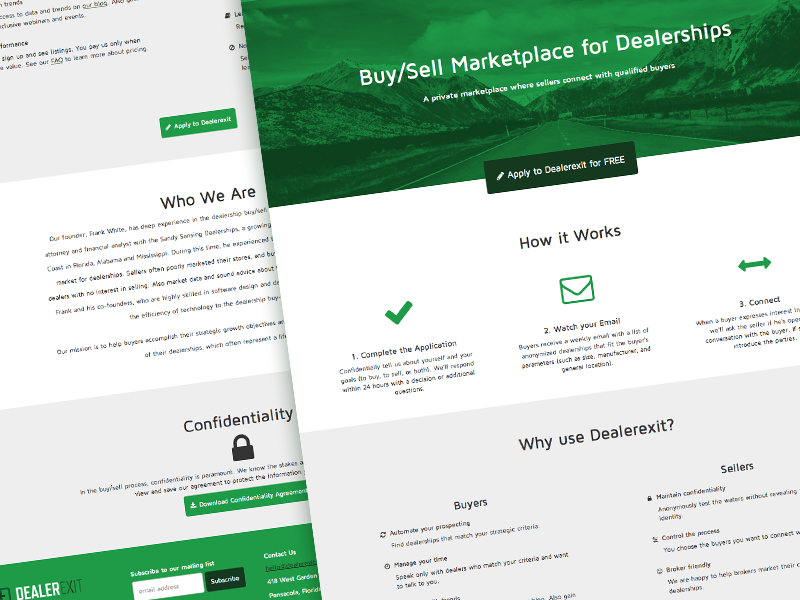 trends
access to data and trends on our blog. Also
exclusive webinars and events.
sign up and see listings. You pay us only when
value. See our FAQ to learn more about pricing.
Apply to Dealerexit
Who We Are
Our founder, Frank White, has deep experience in the dealership buy/sell
attorney and financial analyst with the Sandy Sansing Dealerships, a growing
Coast in Florida, Alabama and Mississippi. During this time, he experienced
market for dealerships. Sellers often poorly marketed their stores, and
dealers with no interest in selling. Also market data and sound advice about
Frank and his co-founders, who are highly skilled in software design and
the efficiency of technology to the dealership buy-
Our mission is to help buyers accomplish their strategic growth objectives
of their dealerships, which often represent a
Confidentiality
In the buy/sell process, confidentiality is paramount. We know the stakes
view and save our agreement to protect the information
Download Confidentiality Agreement
DEALEREXIT
Subscribe to our mailing list
email address
Subscribe
Contact Us
418 West Garden
Pensacola, Florida
Buy/Sell Marketplace for Dealerships
A private marketplace where sellers connect with qualified buyers
Apply to Dealerexit for FREE
How it Works
1. Complete the Application
Confidentially tell us about yourself and your
goals (to buy, to sell, or both). We'll respond
within 24 hours with a decision or additional
questions.
2. Watch your Email
Buyers receive a weekly email with a list of
anonymized dealerships that fit the buyer's
parameters (such as size, manufacturer, and
general location).
3. Connect
When a buyer expresses interest in
we'll ask the seller if he's open
conversation with the buyer. If
introduce the parties.
Why use Dealerexit?
Buyers
Automate your prospecting
Find dealerships that match your strategic criteria.
Manage your time
Speak only with dealers who match your criteria and want
to talk to you.
trends
blog. Also gain
Sellers
Maintain confidentiality
Anonymously test the waters without revealing
identity.
Control the process
You choose the buyers you want to connect
Broker friendly
We are happy to help brokers market their
dealerships.